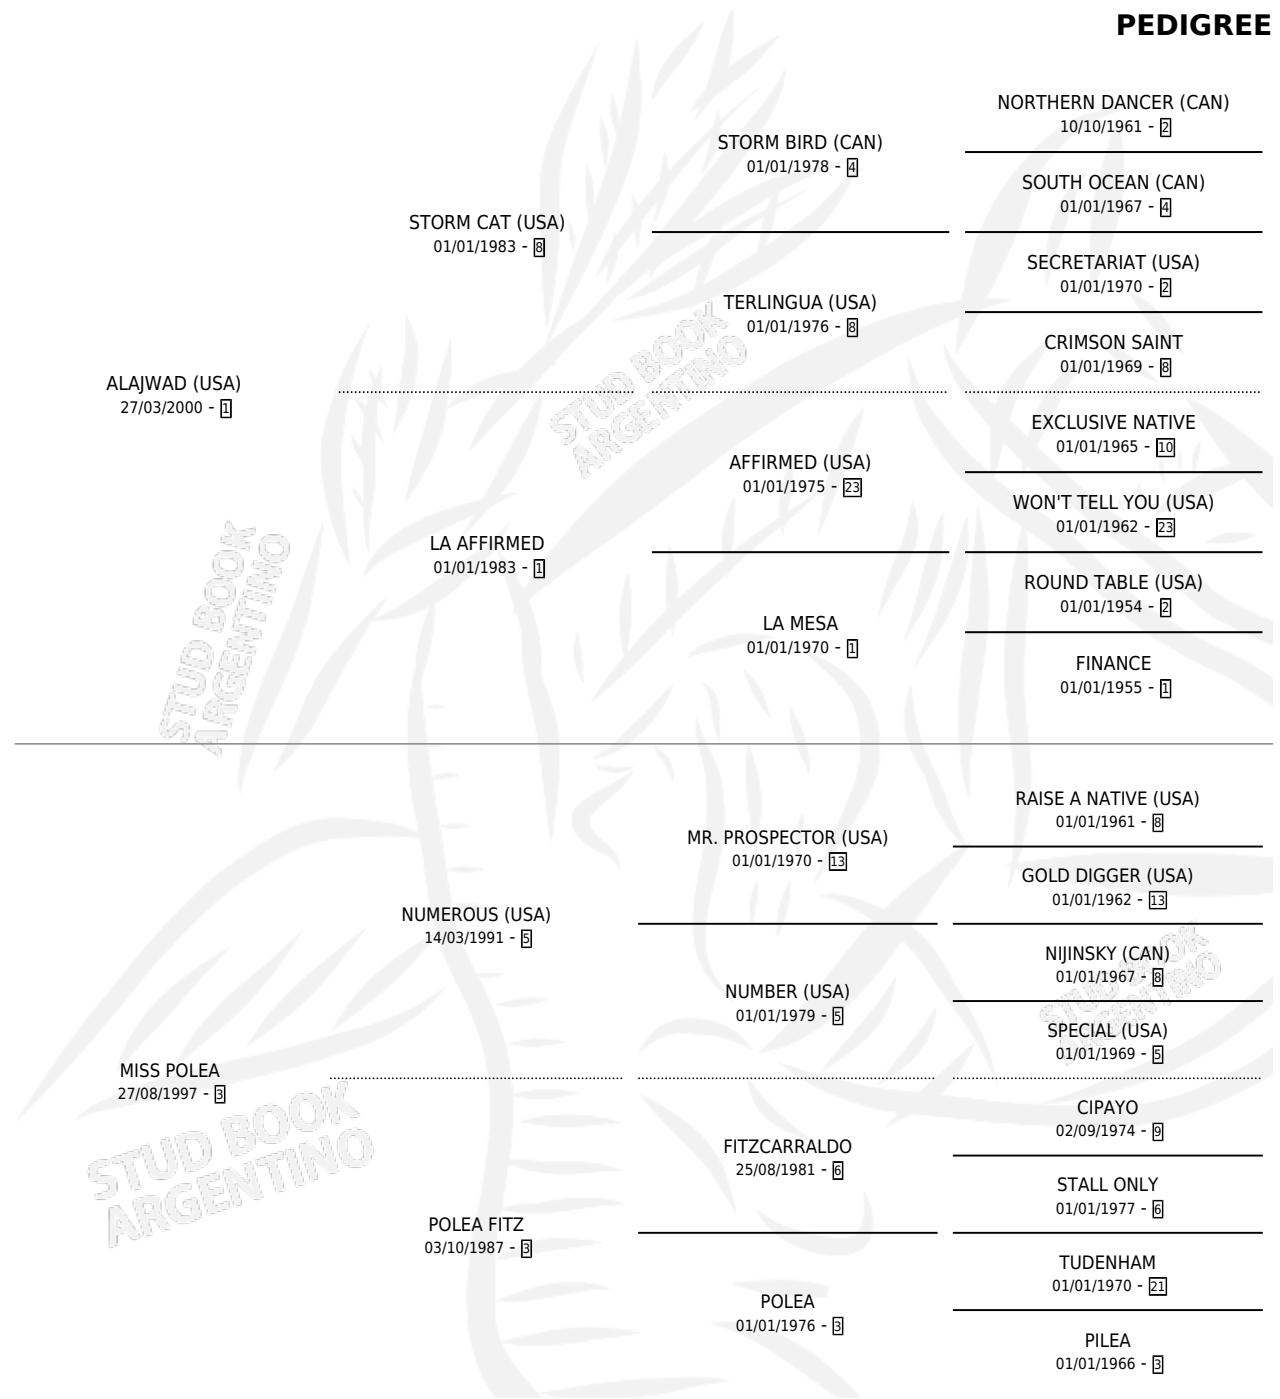 PEDIGREE
NORTHERN DANCER (CAN)
10/10/1961 - 2
STORM BIRD (CAN)
01/01/1978 - 4
SOUTH OCEAN (CAN)
01/01/1967 - 4
STORM CAT (USA)
01/01/1983 - 8
SECRETARIAT (USA)
01/01/1970 - 2
TERLINGUA (USA)
01/01/1976 - 8
CRIMSON SAINT
01/01/1969 - 8
ALAJWAD (USA)
27/03/2000 - 1
EXCLUSIVE NATIVE
01/01/1965 - 10
AFFIRMED (USA)
01/01/1975 - 23
WON'T TELL YOU (USA)
01/01/1962 - 23
LA AFFIRMED
01/01/1983 - 1
ROUND TABLE (USA)
01/01/1954 - 2
LA MESA
01/01/1970 - 1
FINANCE
01/01/1955 - 1
RAISE A NATIVE (USA)
01/01/1961 - 8
MR. PROSPECTOR (USA)
01/01/1970 - 13
GOLD DIGGER (USA)
01/01/1962 - 13
NUMEROUS (USA)
14/03/1991 - 5
NIJINSKY (CAN)
01/01/1967 - 8
NUMBER (USA)
01/01/1979 - 5
SPECIAL (USA)
01/01/1969 - 5
MISS POLEA
27/08/1997 - 3
CIPAYO
02/09/1974 - 9
FITZCARRALDO
25/08/1981 - 6
STALL ONLY
01/01/1977 - 6
POLEA FITZ
03/10/1987 - 3
TUDENHAM
01/01/1970 - 21
POLEA
01/01/1976 - 3
PILEA
01/01/1966 - 3
STUD BOOK
ARGENTINO
STUD BOOK
ARGENTINO
STUD BOOK
ARGENTINO
STUD BOOK
ARGENTINO